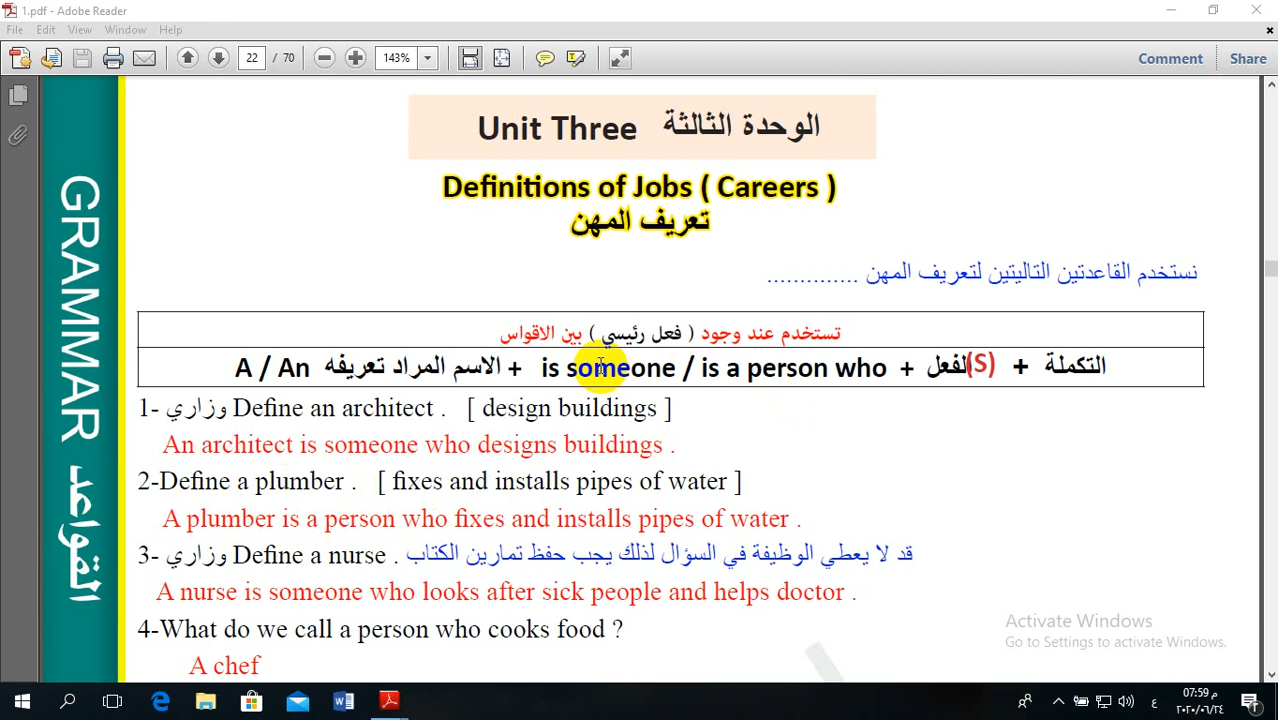 1.pdf - Adobe Reader
File Edit View Window Help
22 / 70 143% Comment Share
Unit Three الوحدة الثالثة
Definitions of Jobs ( Careers )
تعريف المهن
نستخدم القاعدتين التاليتين لتعريف المهن ..............
تستخدم عند وجود ( فعل رئيسي ) بين الاقواس
A / An الاسم المراد تعريفه + is someone / is a person who + الفعل(S) + التكملة
1- وزاري Define an architect . [ design buildings ]
An architect is someone who designs buildings .
2-Define a plumber . [ fixes and installs pipes of water ]
A plumber is a person who fixes and installs pipes of water .
3- وزاري Define a nurse . قد لا يعطي الوظيفة في السؤال لذلك يجب حفظ تمارين الكتاب
A nurse is someone who looks after sick people and helps doctor .
4-What do we call a person who cooks food ?
A chef
GRAMMAR القواعد
Activate Windows
Go to Settings to activate Windows.
ع 07:59 م
٢٠٢٠/٠٦/٢٤